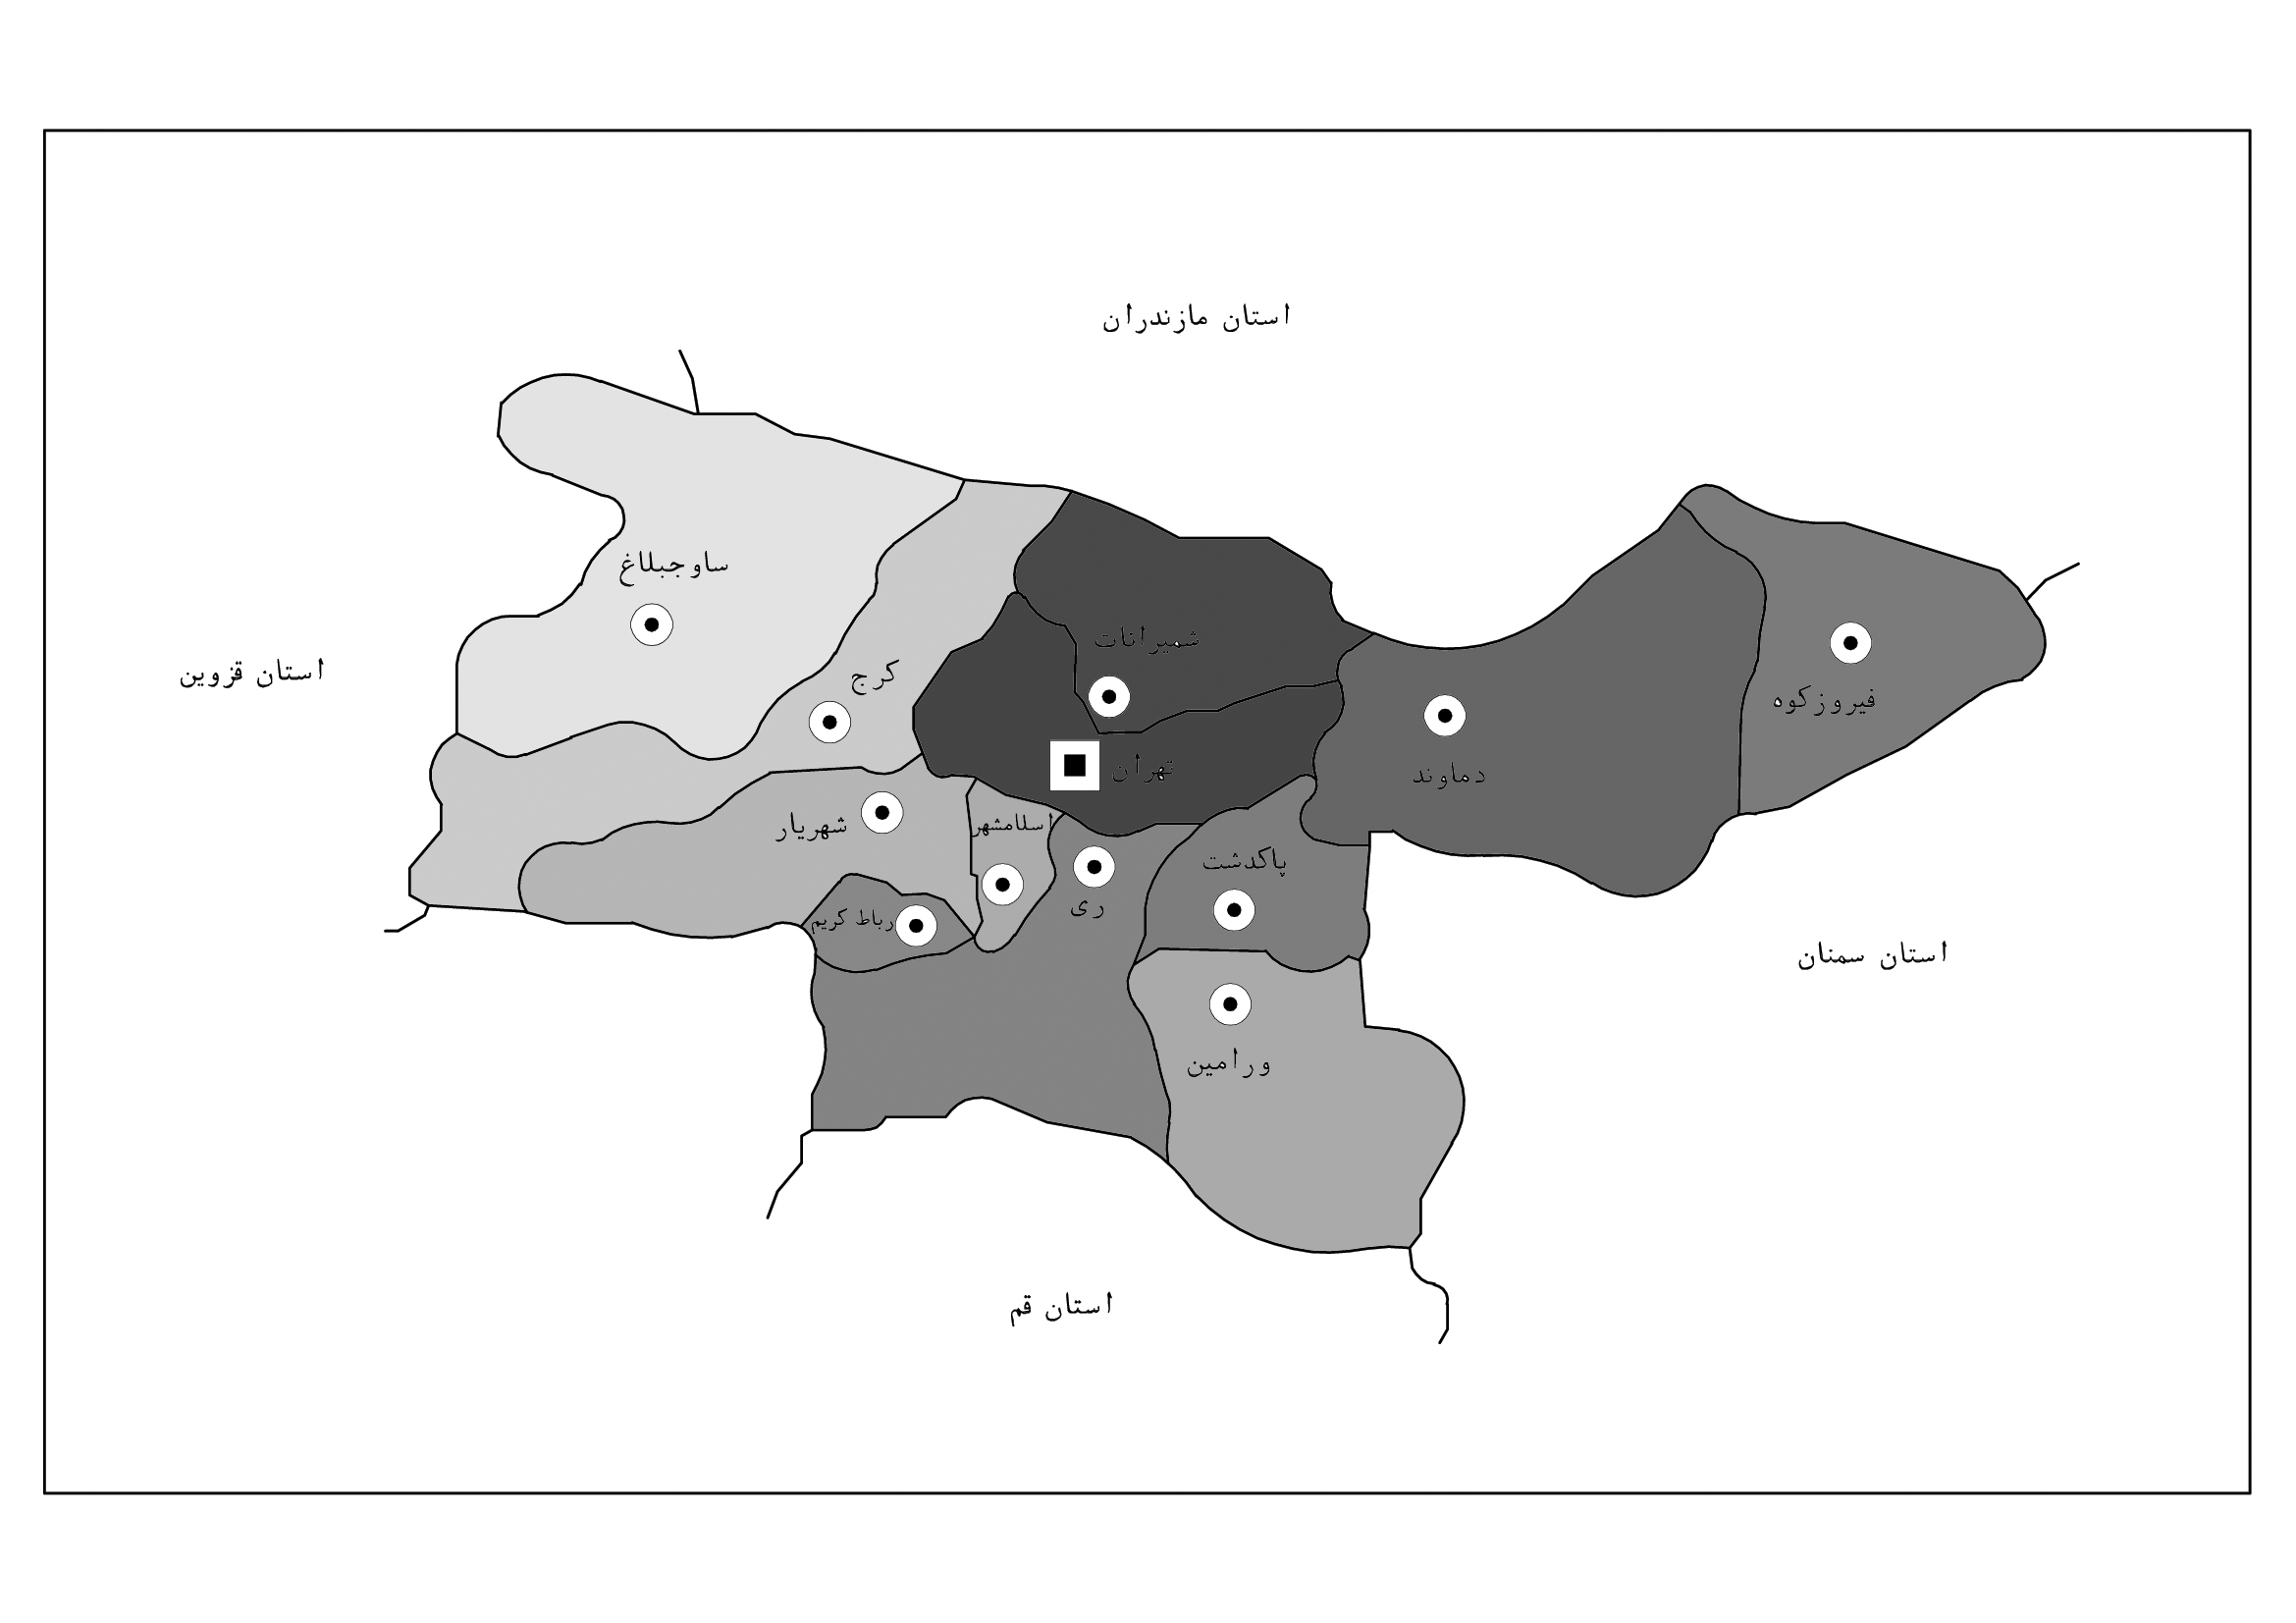 استان مازندران
ساوجبلاغ
شمیرانات
استان قزوین
کرج
فیروزکوه
تهران
دماوند
شهریار
اسلامشهر
پاکدشت
ری
رباط کریم
استان سمنان
ورامین
استان قم